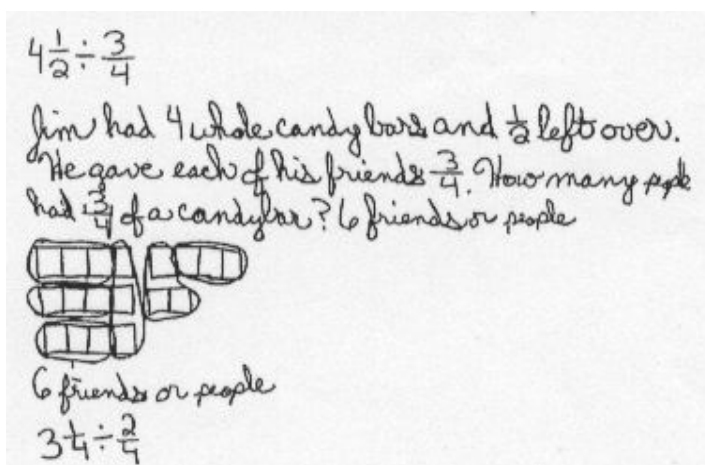 4 1/2 ÷ 3/4
Jim had 4 whole candy bars and 1/2 left over.
He gave each of his friends 3/4. How many people
had 3/4 of a candy bar? 6 friends or people
6 friends or people
3 1/4 ÷ 2/4